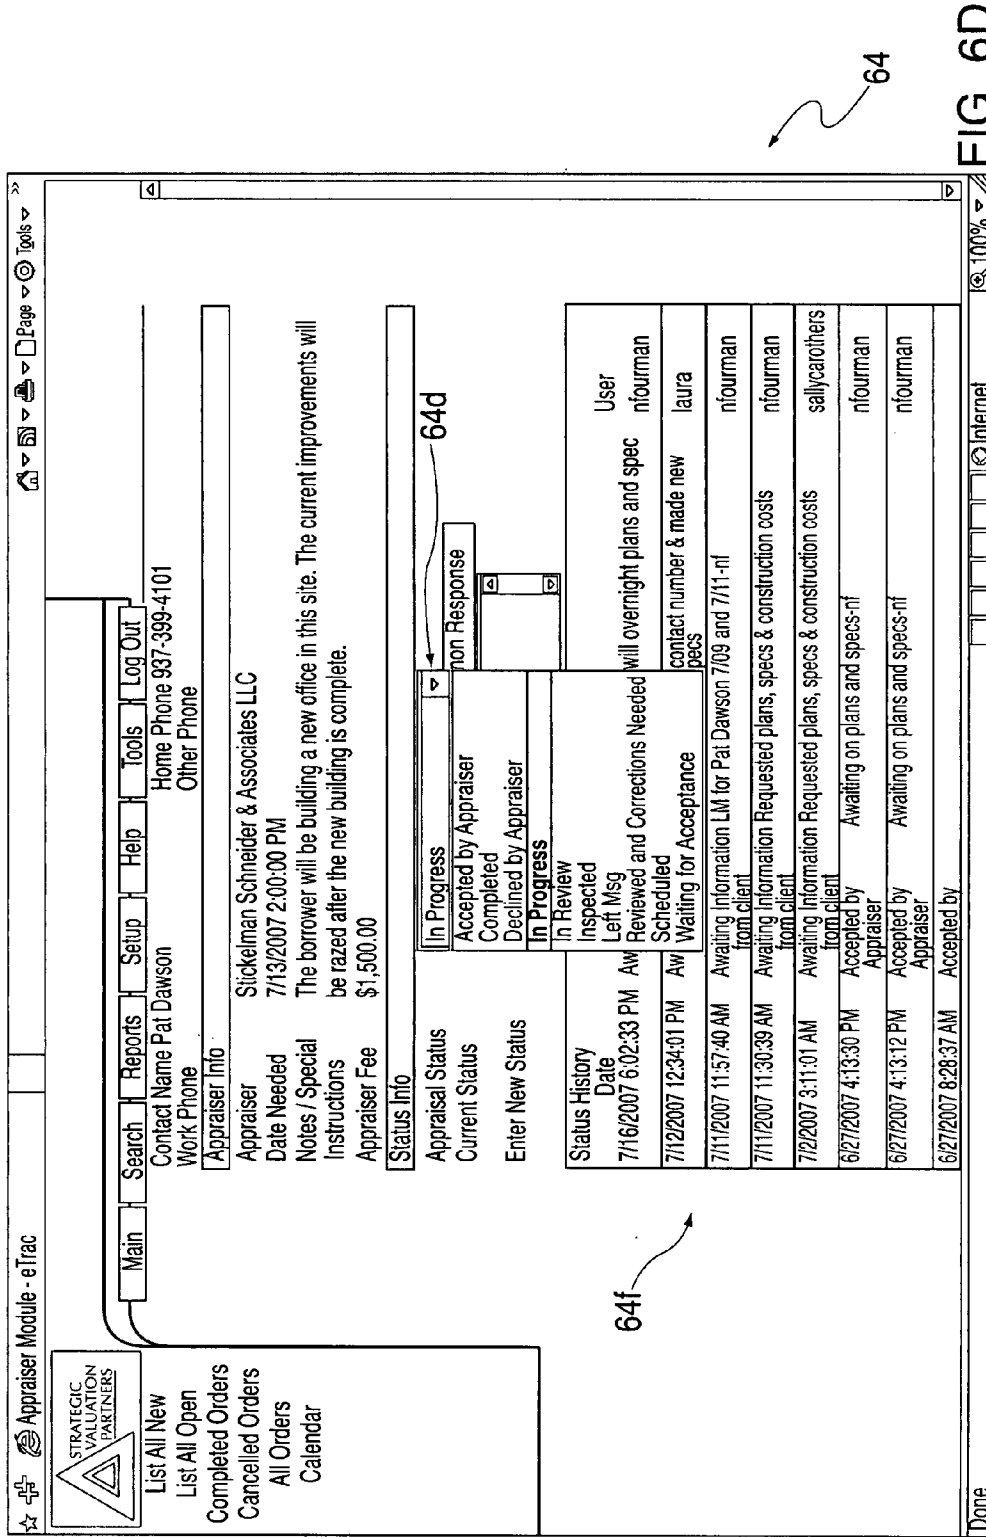 Appraiser Module - eTrac
Page Tools »
STRATEGIC
VALUATION
PARTNERS
List All New
List All Open
Completed Orders
Cancelled Orders
All Orders
Calendar
Main Search Reports Setup Help Tools Log Out
Contact Name Pat Dawson Home Phone 937-399-4101
Work Phone Other Phone
Appraiser Info
Appraiser Stickelman Schneider & Associates LLC
Date Needed 7/13/2007 2:00:00 PM
Notes / Special The borrower will be building a new office in this site. The current improvements will
Instructions be razed after the new building is complete.
Appraiser Fee $1,500.00
Status Info
Appraisal Status
Current Status In Progress
Enter New Status
Accepted by Appraiser
Completed
Declined by Appraiser
In Progress
In Review
Inspected
Left Msg
Reviewed and Corrections Needed
Scheduled
Waiting for Acceptance
non Response
64d
Status History
Date User
7/16/2007 6:02:33 PM Aw will overnight plans and spec nfourman
7/12/2007 12:34:01 PM Aw contact number & made new laura
pecs
7/11/2007 11:57:40 AM Awaiting Information LM for Pat Dawson 7/09 and 7/11-nf nfourman
from client
7/11/2007 11:30:39 AM Awaiting Information Requested plans, specs & construction costs nfourman
from client
7/2/2007 3:11:01 AM Awaiting Information Requested plans, specs & construction costs sallycarothers
from client
6/27/2007 4:13:30 PM Accepted by Awaiting on plans and specs-nf nfourman
Appraiser
6/27/2007 4:13:12 PM Accepted by Awaiting on plans and specs-nf nfourman
Appraiser
6/27/2007 8:28:37 AM Accepted by
64f
Done Internet 100%
64
FIG 6D